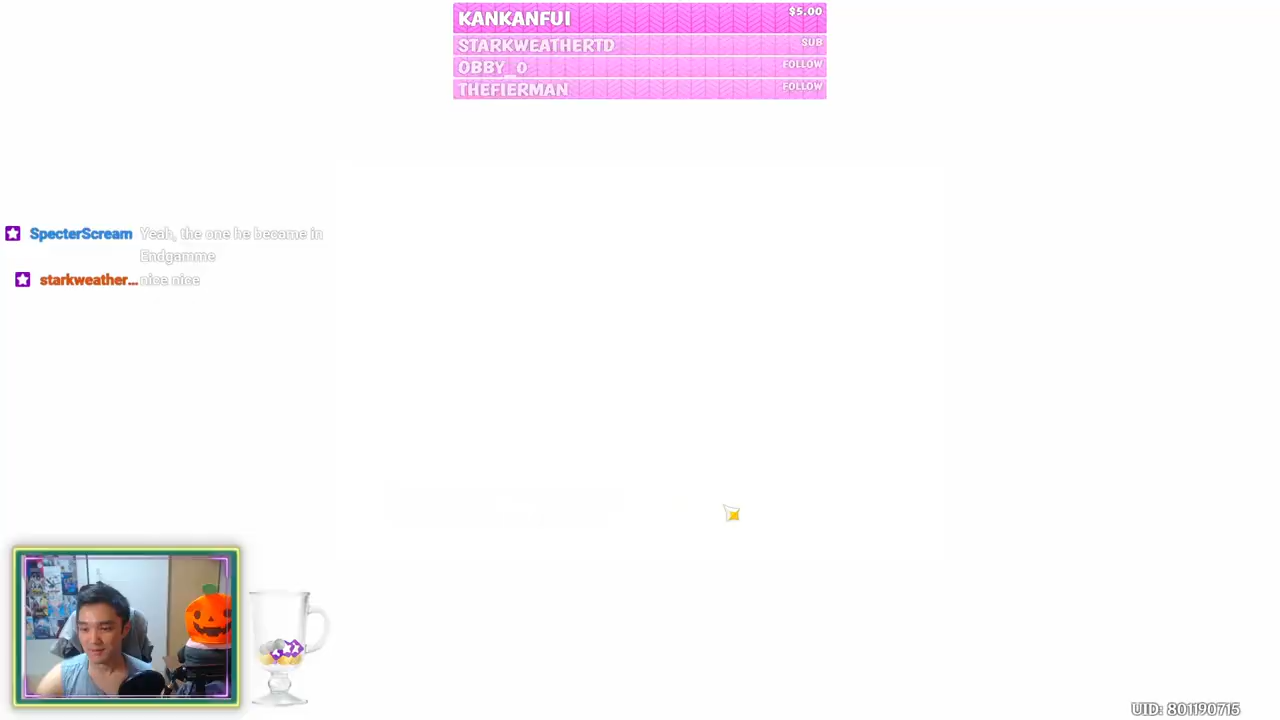 KANKANFUI $5.00
STARKWEATHERTD SUB
OBBY_0 FOLLOW
THEFIERMAN FOLLOW
SpecterScream Yeah, the one he became in
Endgamme
starkweather... nice nice
UID: 801190715